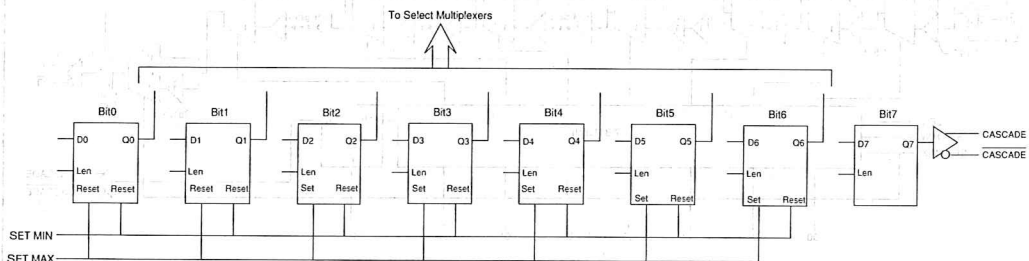 To Select Multiplexers
Bit0 Bit1 Bit2 Bit3 Bit4 Bit5 Bit6 Bit7
D0 Q0 D1 Q1 D2 Q2 D3 Q3 D4 Q4 D5 Q5 D6 Q6 D7 Q7
CASCADE
CASCADE
Len Len Len Len Len Len Len Len
Reset Reset Reset Reset Set Reset Set Reset Set Reset Set Reset Set Reset
SET MIN
SET MAX